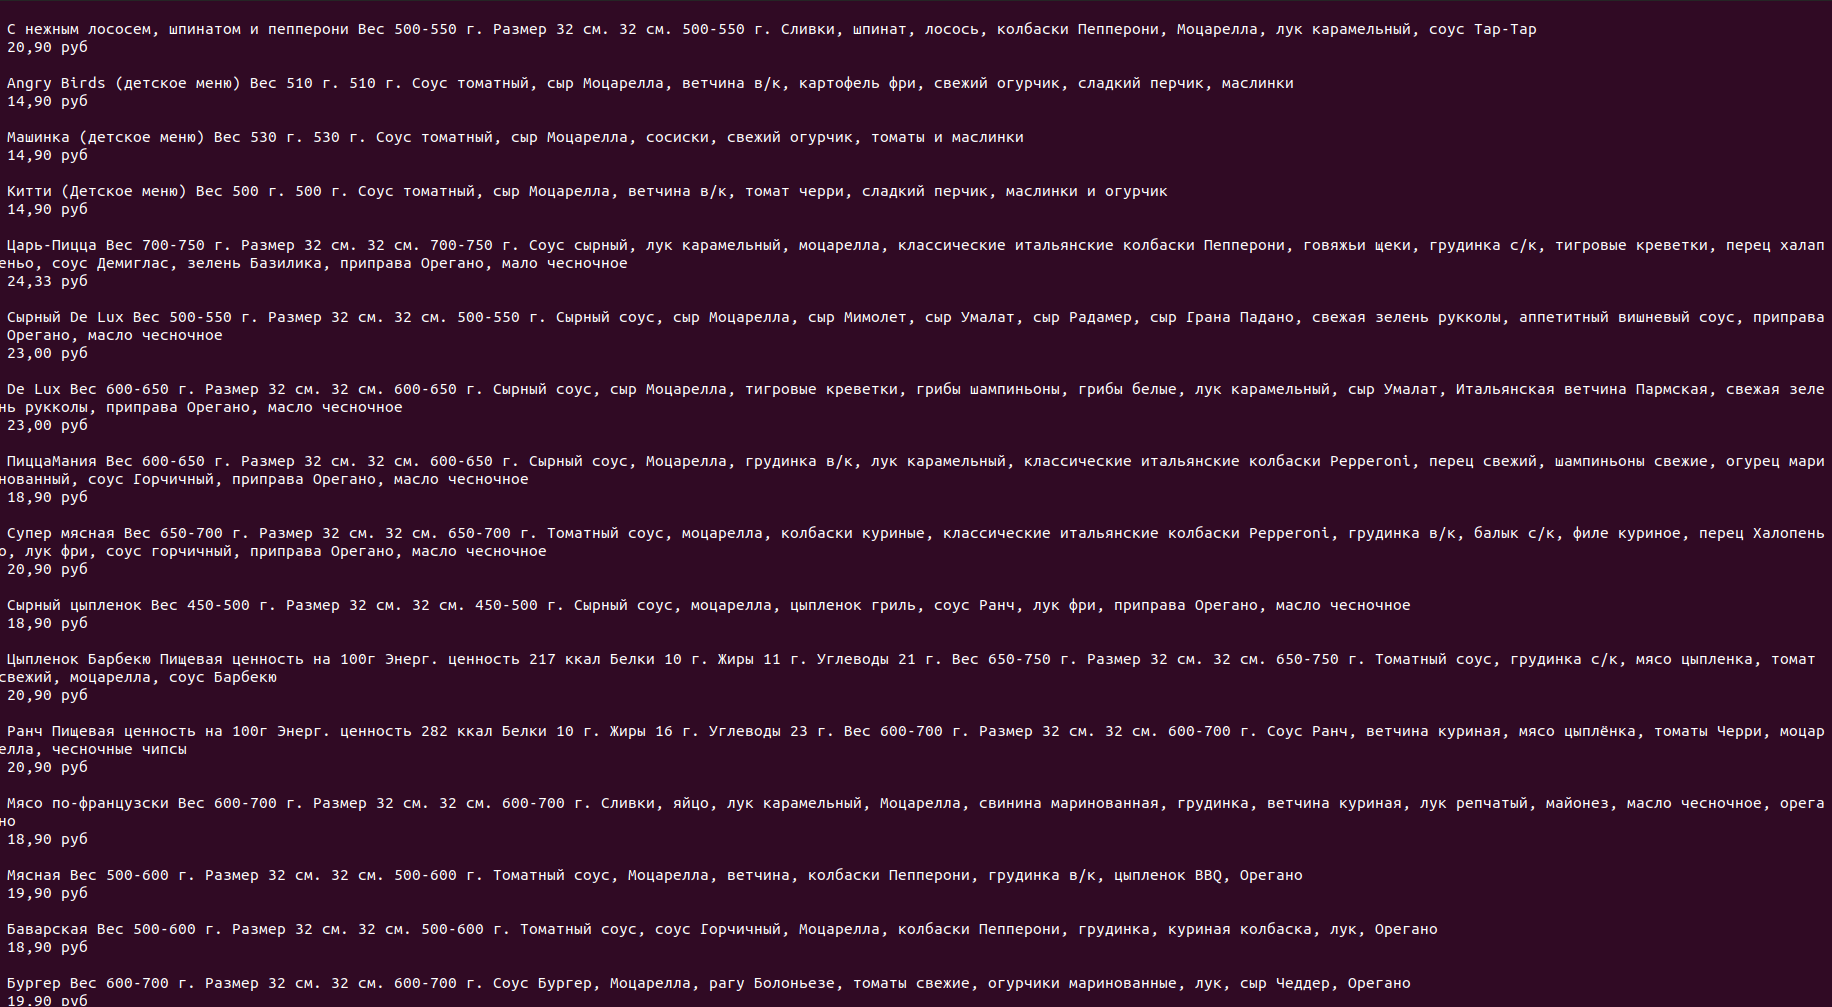 С нежным лососем, шпинатом и пепперони Вес 500-550 г. Размер 32 см. 32 см. 500-550 г. Сливки, шпинат, лосось, колбаски Пепперони, Моцарелла, лук карамельный, соус Тар-Тар
20,90 руб
Angry Birds (детское меню) Вес 510 г. 510 г. Соус томатный, сыр Моцарелла, ветчина в/к, картофель фри, свежий огурчик, сладкий перчик, маслинки
14,90 руб
Машинка (детское меню) Вес 530 г. 530 г. Соус томатный, сыр Моцарелла, сосиски, свежий огурчик, томаты и маслинки
14,90 руб
Китти (Детское меню) Вес 500 г. 500 г. Соус томатный, сыр Моцарелла, ветчина в/к, томат черри, сладкий перчик, маслинки и огурчик
14,90 руб
Царь-Пицца Вес 700-750 г. Размер 32 см. 32 см. 700-750 г. Соус сырный, лук карамельный, моцарелла, классические итальянские колбаски Пепперони, говяжьи щеки, грудинка с/к, тигровые креветки, перец халап
еньо, соус Демиглас, зелень Базилика, приправа Орегано, мало чесночное
24,33 руб
Сырный De Lux Вес 500-550 г. Размер 32 см. 32 см. 500-550 г. Сырный соус, сыр Моцарелла, сыр Мимолет, сыр Умалат, сыр Радамер, сыр Грана Падано, свежая зелень рукколы, аппетитный вишневый соус, приправа
Орегано, масло чесночное
23,00 руб
De Lux Вес 600-650 г. Размер 32 см. 32 см. 600-650 г. Сырный соус, сыр Моцарелла, тигровые креветки, грибы шампиньоны, грибы белые, лук карамельный, сыр Умалат, Итальянская ветчина Пармская, свежая зеле
нь рукколы, приправа Орегано, масло чесночное
23,00 руб
ПиццаМания Вес 600-650 г. Размер 32 см. 32 см. 600-650 г. Сырный соус, Моцарелла, грудинка в/к, лук карамельный, классические итальянские колбаски Pepperoni, перец свежий, шампиньоны свежие, огурец мари
нованный, соус Горчичный, приправа Орегано, масло чесночное
18,90 руб
Супер мясная Вес 650-700 г. Размер 32 см. 32 см. 650-700 г. Томатный соус, моцарелла, колбаски куриные, классические итальянские колбаски Pepperoni, грудинка в/к, балык с/к, филе куриное, перец Халопень
о, лук фри, соус горчичный, приправа Орегано, масло чесночное
20,90 руб
Сырный цыпленок Вес 450-500 г. Размер 32 см. 32 см. 450-500 г. Сырный соус, моцарелла, цыпленок гриль, соус Ранч, лук фри, приправа Орегано, масло чесночное
18,90 руб
Цыпленок Барбекю Пищевая ценность на 100г Энерг. ценность 217 ккал Белки 10 г. Жиры 11 г. Углеводы 21 г. Вес 650-750 г. Размер 32 см. 32 см. 650-750 г. Томатный соус, грудинка с/к, мясо цыпленка, томат
свежий, моцарелла, соус Барбекю
20,90 руб
Ранч Пищевая ценность на 100г Энерг. ценность 282 ккал Белки 10 г. Жиры 16 г. Углеводы 23 г. Вес 600-700 г. Размер 32 см. 32 см. 600-700 г. Соус Ранч, ветчина куриная, мясо цыплёнка, томаты Черри, моцар
елла, чесночные чипсы
20,90 руб
Мясо по-французски Вес 600-700 г. Размер 32 см. 32 см. 600-700 г. Сливки, яйцо, лук карамельный, Моцарелла, свинина маринованная, грудинка, ветчина куриная, лук репчатый, майонез, масло чесночное, орега
но
18,90 руб
Мясная Вес 500-600 г. Размер 32 см. 32 см. 500-600 г. Томатный соус, Моцарелла, ветчина, колбаски Пепперони, грудинка в/к, цыпленок BBQ, Орегано
19,90 руб
Баварская Вес 500-600 г. Размер 32 см. 32 см. 500-600 г. Томатный соус, соус Горчичный, Моцарелла, колбаски Пепперони, грудинка, куриная колбаска, лук, Орегано
18,90 руб
Бургер Вес 600-700 г. Размер 32 см. 32 см. 600-700 г. Соус Бургер, Моцарелла, рагу Болоньезе, томаты свежие, огурчики маринованные, лук, сыр Чеддер, Орегано
19,90 руб